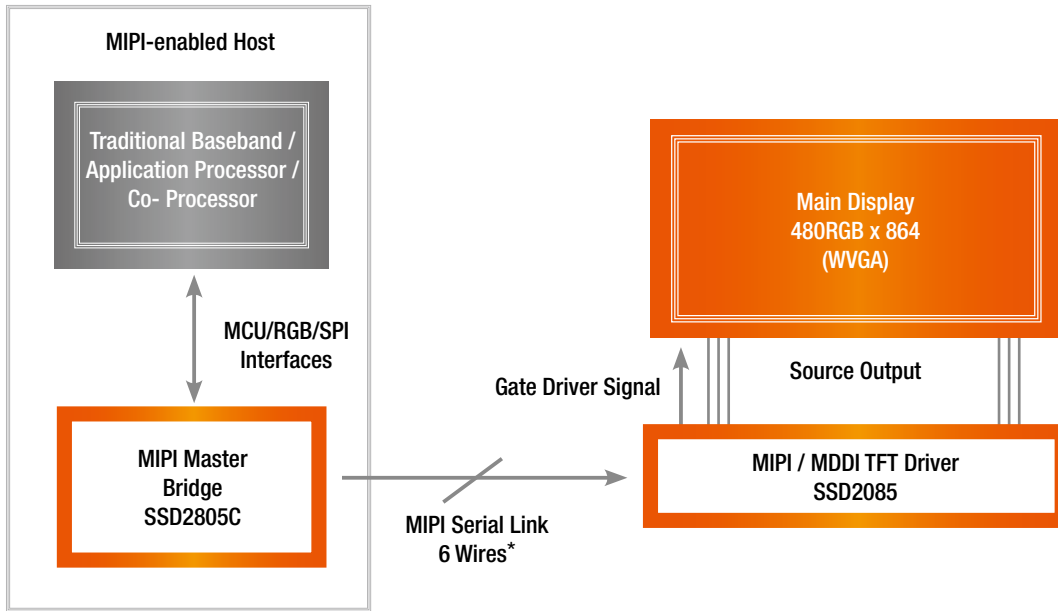 MIPI-enabled Host
Traditional Baseband /
Application Processor /
Co- Processor
MCU/RGB/SPI
Interfaces
MIPI Master
Bridge
SSD2805C
MIPI Serial Link
6 Wires*
Main Display
480RGB x 864
(WVGA)
Gate Driver Signal
Source Output
MIPI / MDDI TFT Driver
SSD2085